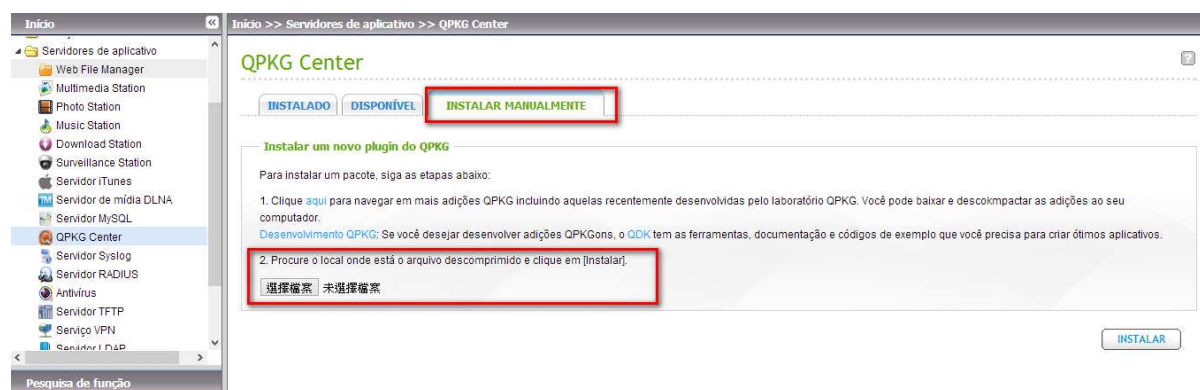 Início
Servidores de aplicativo
Web File Manager
Multimedia Station
Photo Station
Music Station
Download Station
Surveillance Station
Servidor iTunes
Servidor de mídia DLNA
Servidor MySQL
QPKG Center
Servidor Syslog
Servidor RADIUS
Antivírus
Servidor TFTP
Serviço VPN
Servidor LDAP
Pesquisa de função
Início >> Servidores de aplicativo >> QPKG Center
QPKG Center
INSTALADO DISPONÍVEL INSTALAR MANUALMENTE
Instalar um novo plugin do QPKG
Para instalar um pacote, siga as etapas abaixo:
1. Clique aqui para navegar em mais adições QPKG incluindo aquelas recentemente desenvolvidas pelo laboratório QPKG. Você pode baixar e descokmpactar as adições ao seu
computador.
Desenvolvimento QPKG: Se você desejar desenvolver adições QPKGons, o QDK tem as ferramentas, documentação e códigos de exemplo que você precisa para criar ótimos aplicativos.
2. Procure o local onde está o arquivo descomprimido e clique em [Instalar].
選擇檔案 未選擇檔案
INSTALAR